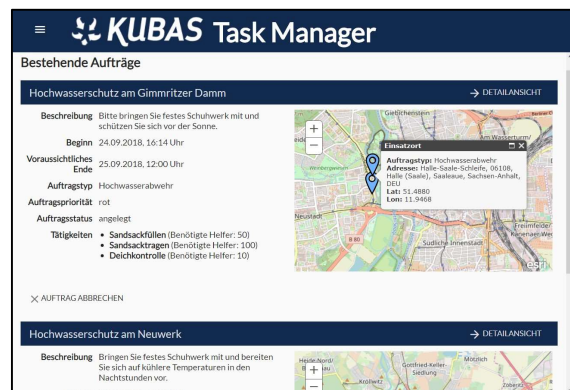 KUBAS Task Manager
Bestehende Aufträge
Hochwasserschutz am Gimmritzer Damm
→ DETAILANSICHT
Beschreibung Bitte bringen Sie festes Schuhwerk mit und
schützen Sie sich vor der Sonne.
Beginn 24.09.2018, 16:14 Uhr
Voraussichtliches
Ende 25.09.2018, 12:00 Uhr
Auftragstyp Hochwasserabwehr
Auftragspriorität rot
Auftragsstatus angelegt
Tätigkeiten • Sandsackfüllen (Benötigte Helfer: 50)
• Sandsacktragen (Benötigte Helfer: 100)
• Deichkontrolle (Benötigte Helfer: 10)
+
−
Giebichenstein
Am Wasserturm/
Weinbergwiesen
Einsatzort
Auftragstyp: Hochwasserabwehr
Adresse: Halle-Saale-Schleife, 06108,
Halle (Saale), Saaleaue, Sachsen-Anhalt,
DEU
Lat: 51.4880
Lon: 11.9468
Neustadt
B 80
Südliche Innenstadt
Freiimfelde/
esri
× AUFTRAG ABBRECHEN
Hochwasserschutz am Neuwerk
→ DETAILANSICHT
Beschreibung Bringen Sie festes Schuhwerk mit und bereiten
Sie sich auf kühlere Temperaturen in den
Nachtstunden vor.
+
−
Heide-Nord/
Kröllwitz
Gottfried-Keller-
Siedlung
Mötzlich
Zöberitz